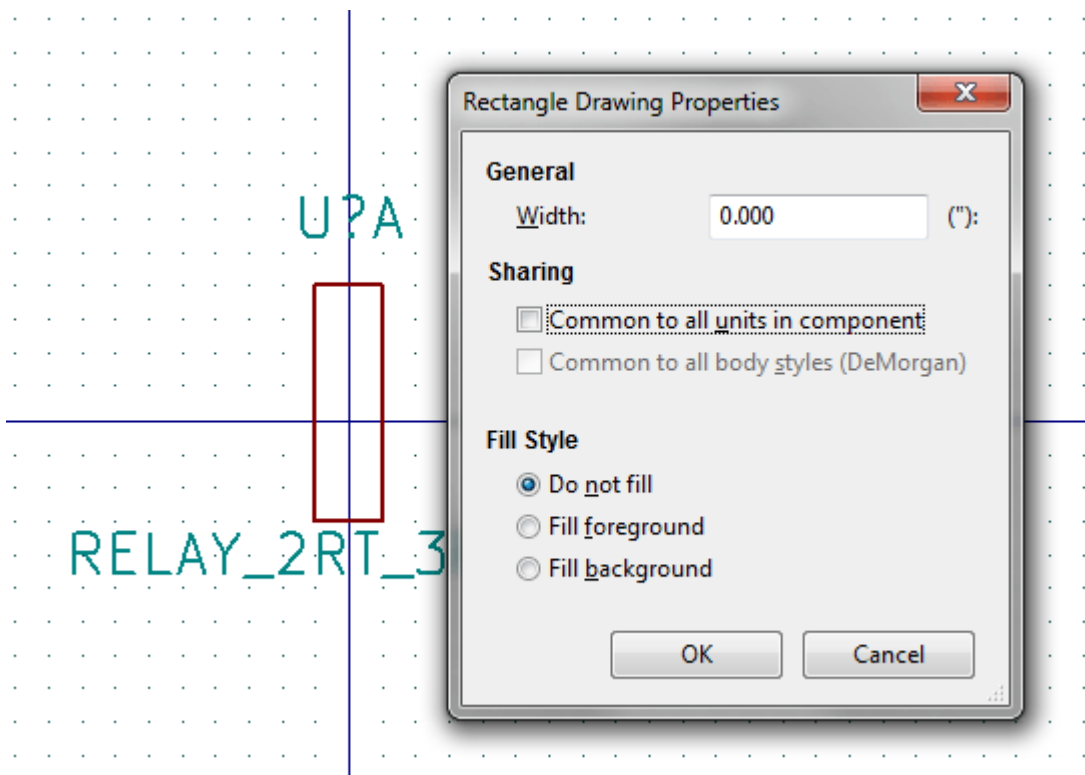 Rectangle Drawing Properties
General
Width: 0.000 ("):
Sharing
Common to all units in component
Common to all body styles (DeMorgan)
Fill Style
Do not fill
Fill foreground
Fill background
OK Cancel
U?A
RELAY_2RT_3